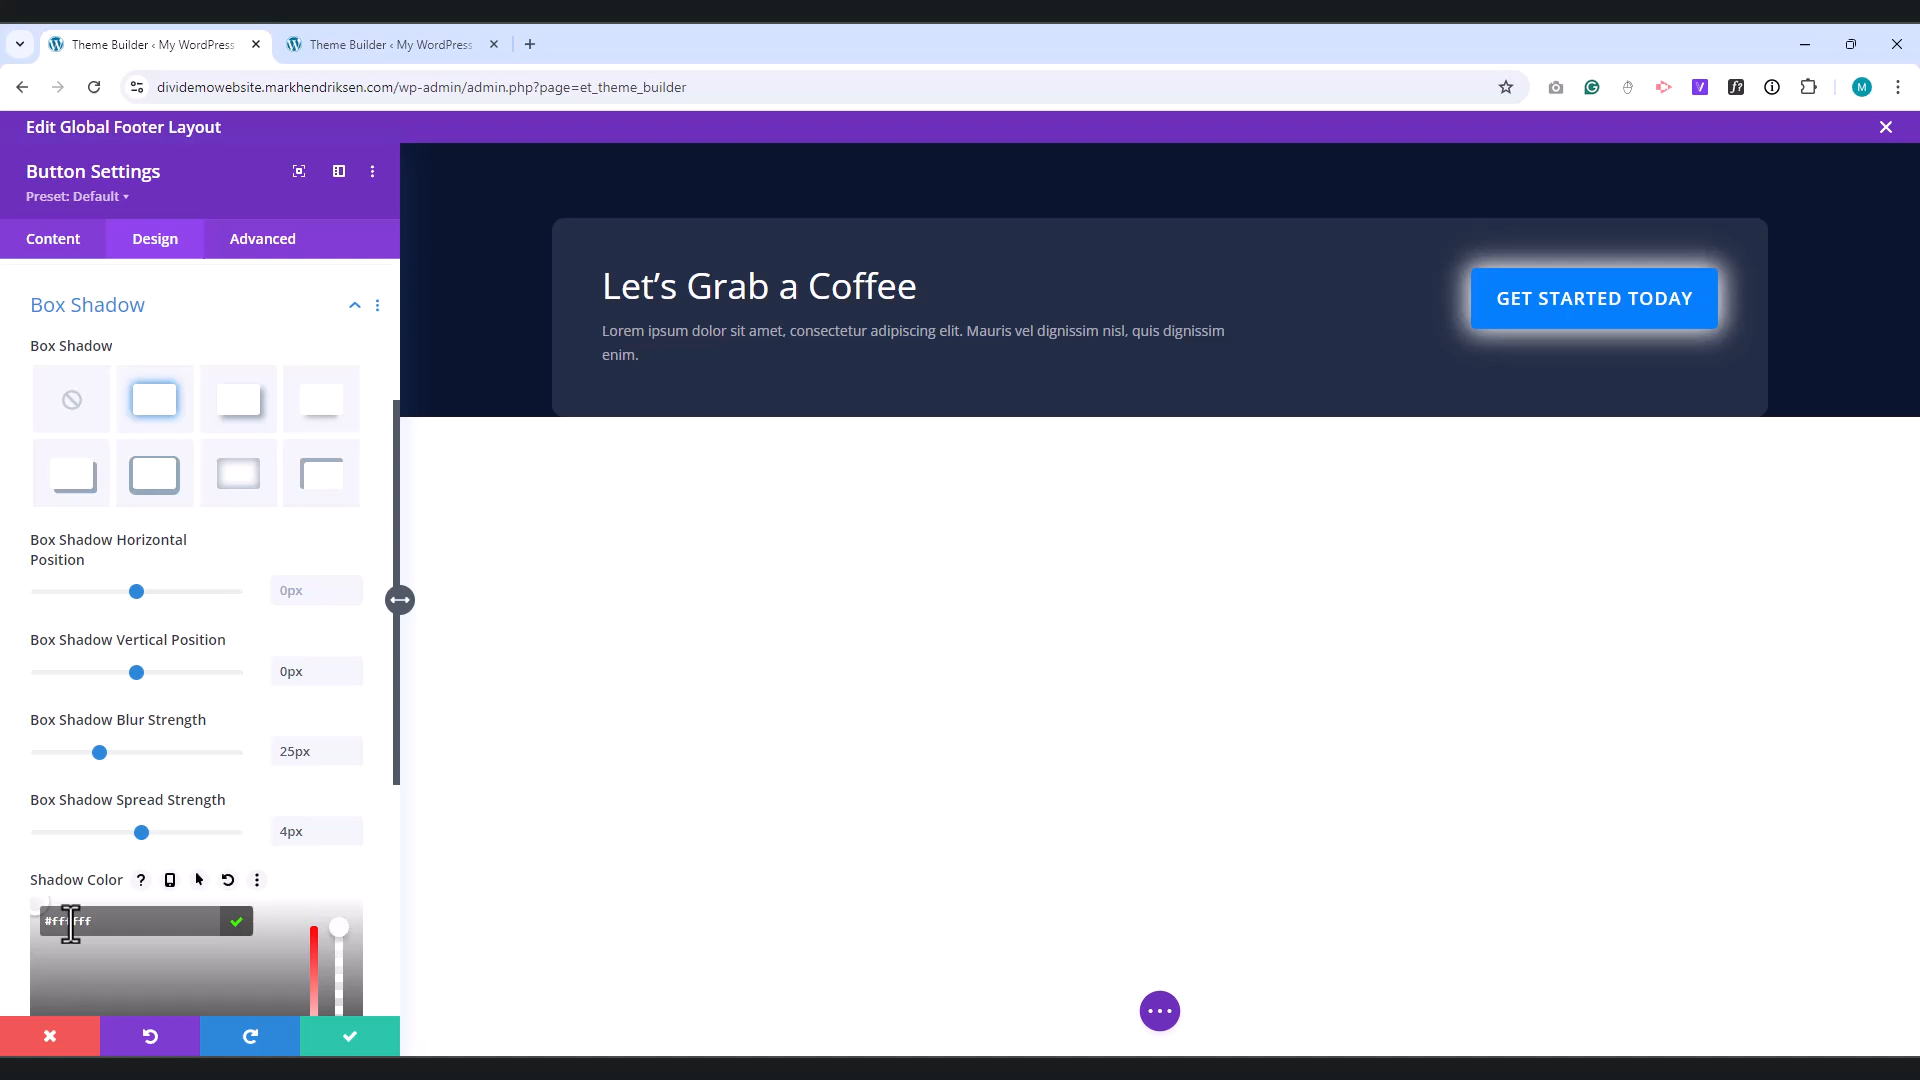 Theme Builder ‹ My WordPress
Theme Builder ‹ My WordPress
dividemowebsite.markhendriksen.com/wp-admin/admin.php?page=et_theme_builder
M
Edit Global Footer Layout
Button Settings
Preset: Default
Content
Design
Advanced
Box Shadow
Box Shadow
Box Shadow Horizontal
Position
0px
Box Shadow Vertical Position
0px
Box Shadow Blur Strength
25px
Box Shadow Spread Strength
4px
Shadow Color
#ffffff
Let’s Grab a Coffee
Lorem ipsum dolor sit amet, consectetur adipiscing elit. Mauris vel dignissim nisl, quis dignissim
enim.
GET STARTED TODAY